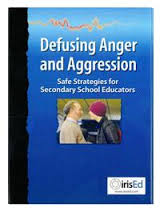 Defusing Anger
and Aggression
Safe Strategies for
Secondary School Educators
irisEd